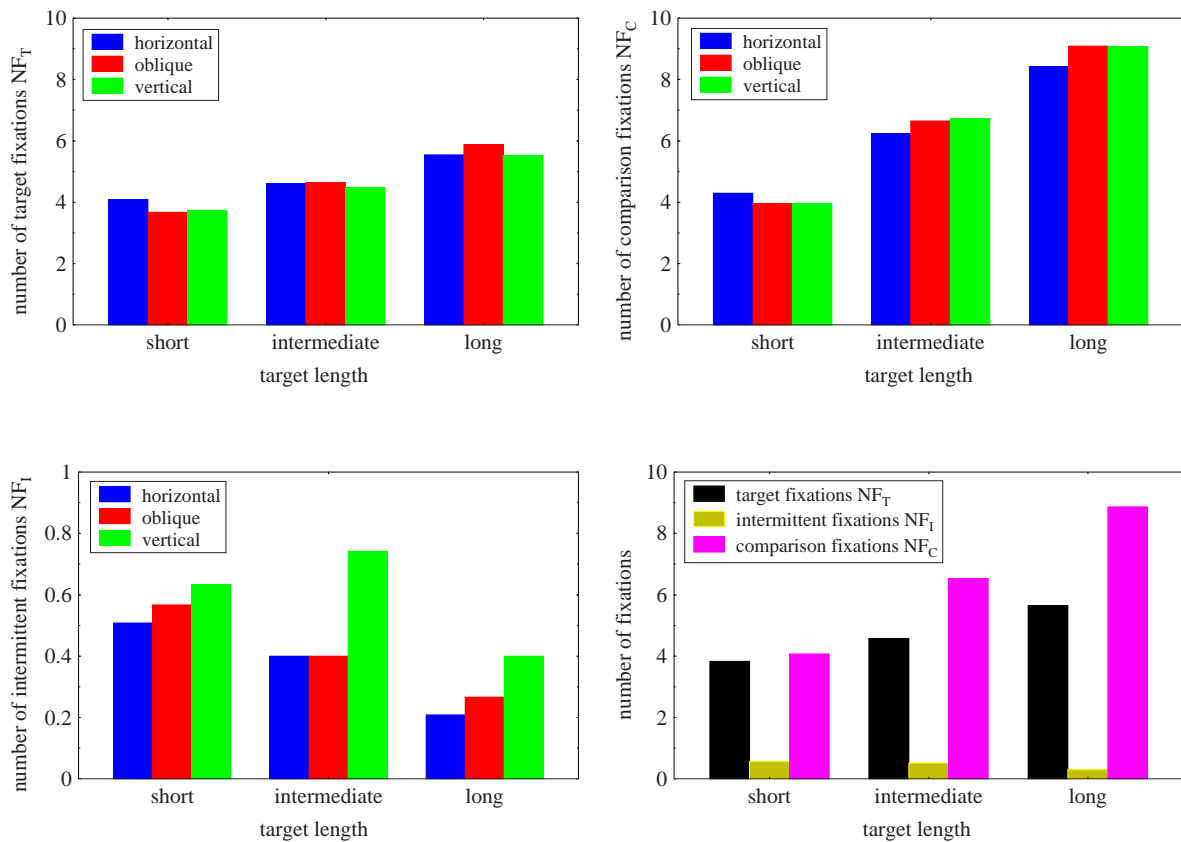 number of target fixations NF_T
10
8
6
4
2
0
horizontal
oblique
vertical
short intermediate long
target length
number of comparison fixations NF_C
10
8
6
4
2
0
horizontal
oblique
vertical
short intermediate long
target length
number of intermittent fixations NF_I
1
0.8
0.6
0.4
0.2
0
horizontal
oblique
vertical
short intermediate long
target length
number of fixations
10
8
6
4
2
0
target fixations NF_T
intermittent fixations NF_I
comparison fixations NF_C
short intermediate long
target length